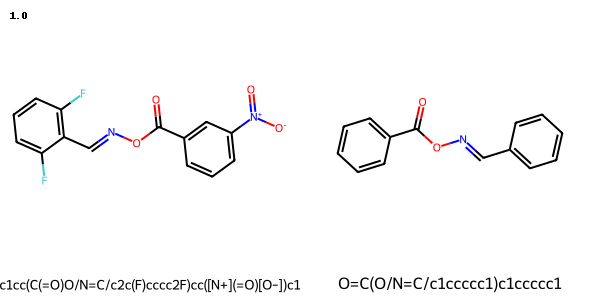 1.0
F
F
N
O
O
N+
O
O-
O
O
N
c1cc(C(=O)O/N=C/c2c(F)cccc2F)cc([N+](=O)[O-])c1
O=C(O/N=C/c1ccccc1)c1ccccc1